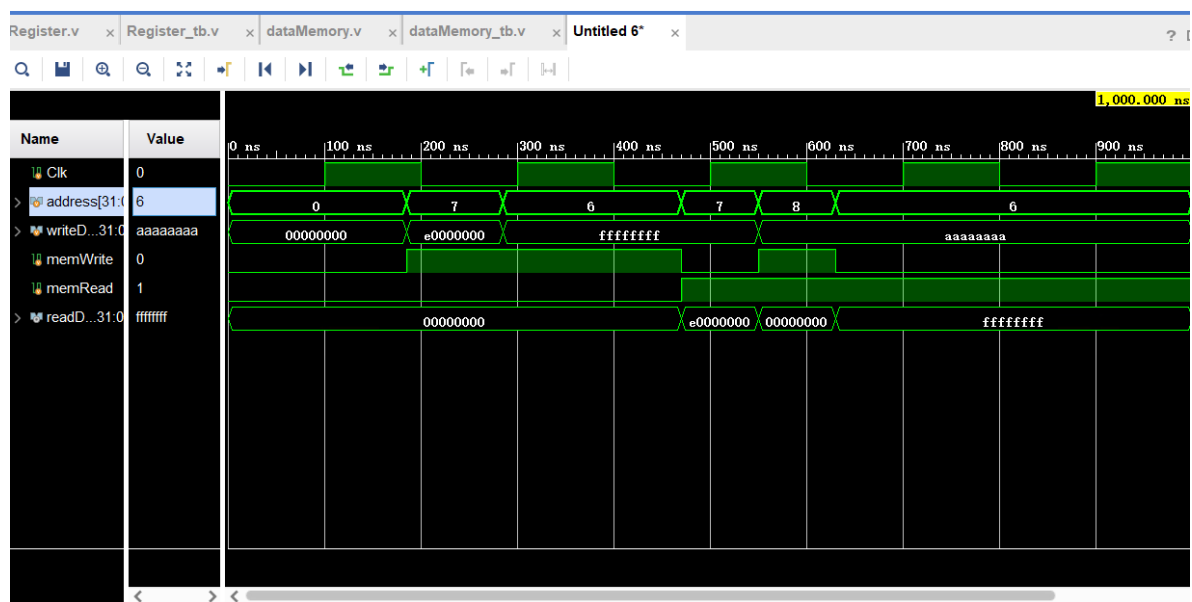 Register.v × Register_tb.v × dataMemory.v × dataMemory_tb.v × Untitled 6* × ?
1,000.000 ns
Name Value
0 ns 100 ns 200 ns 300 ns 400 ns 500 ns 600 ns 700 ns 800 ns 900 ns
Clk 0
address[31:0 6 0 7 6 7 8 6
writeD...31:0 aaaaaaaa 00000000 e0000000 ffffffff aaaaaaaa
memWrite 0
memRead 1
readD...31:0 ffffffff 00000000 e0000000 00000000 ffffffff